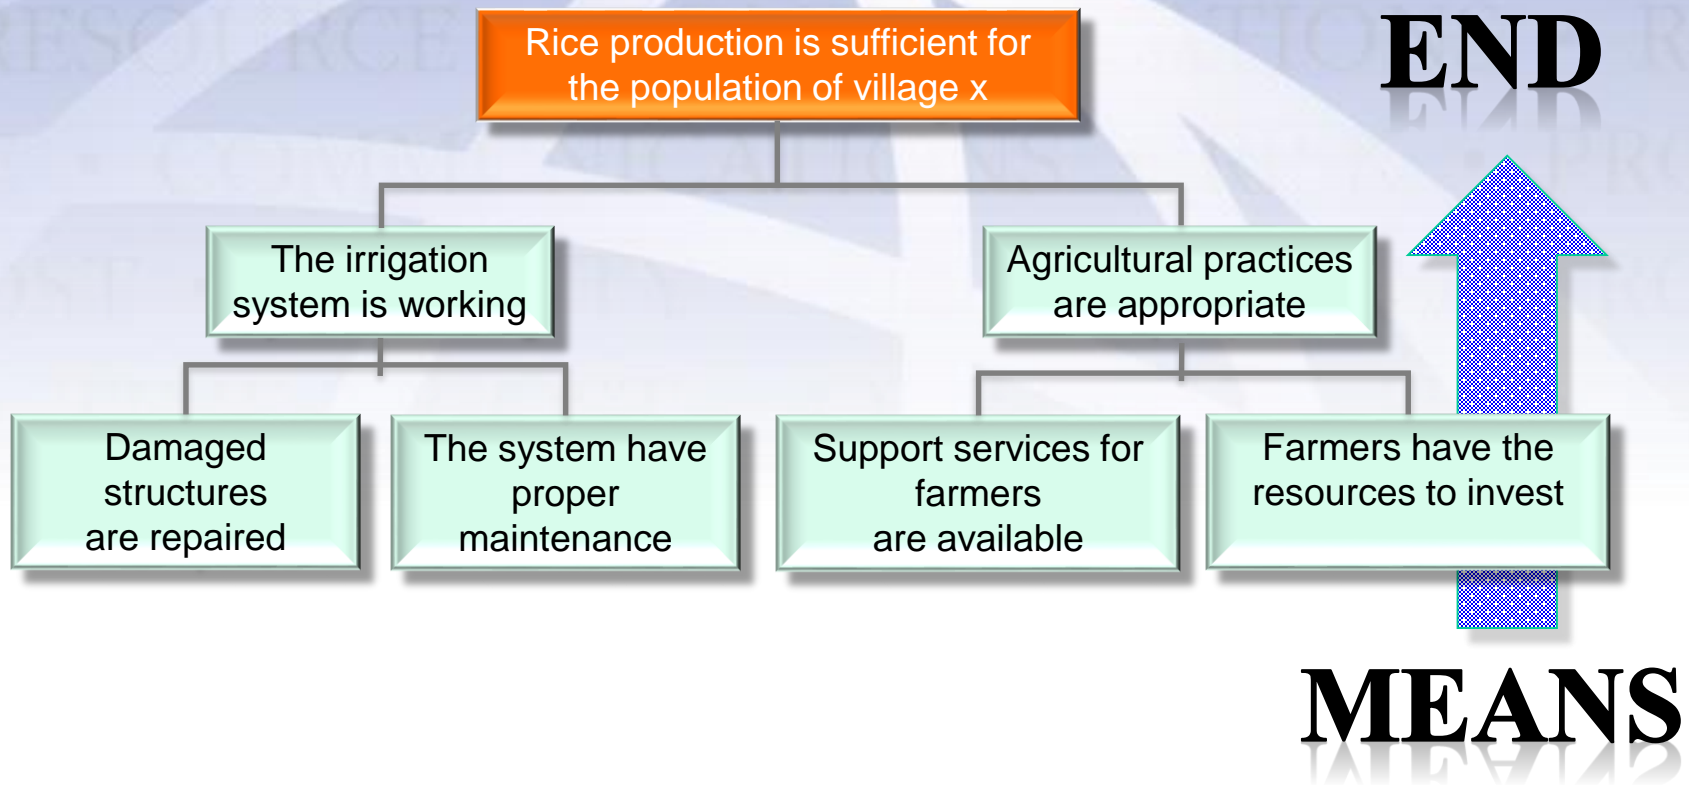 Rice production is sufficient for
the population of village x
END
The irrigation
system is working
Agricultural practices
are appropriate
Damaged
structures
are repaired
The system have
proper
maintenance
Support services for
farmers
are available
Farmers have the
resources to invest
MEANS